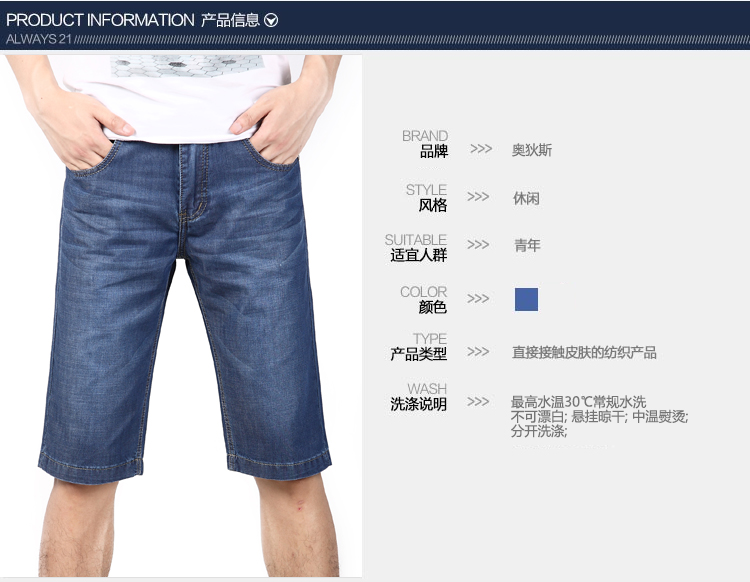 PRODUCT INFORMATION 产品信息
ALWAYS 21
BRAND
品牌 >>> 奥狄斯
STYLE
风格 >>> 休闲
SUITABLE
适宜人群 >>> 青年
COLOR
颜色 >>>
TYPE
产品类型 >>> 直接接触皮肤的纺织产品
WASH
洗涤说明 >>> 最高水温30℃常规水洗
不可漂白; 悬挂晾干; 中温熨烫;
分开洗涤;